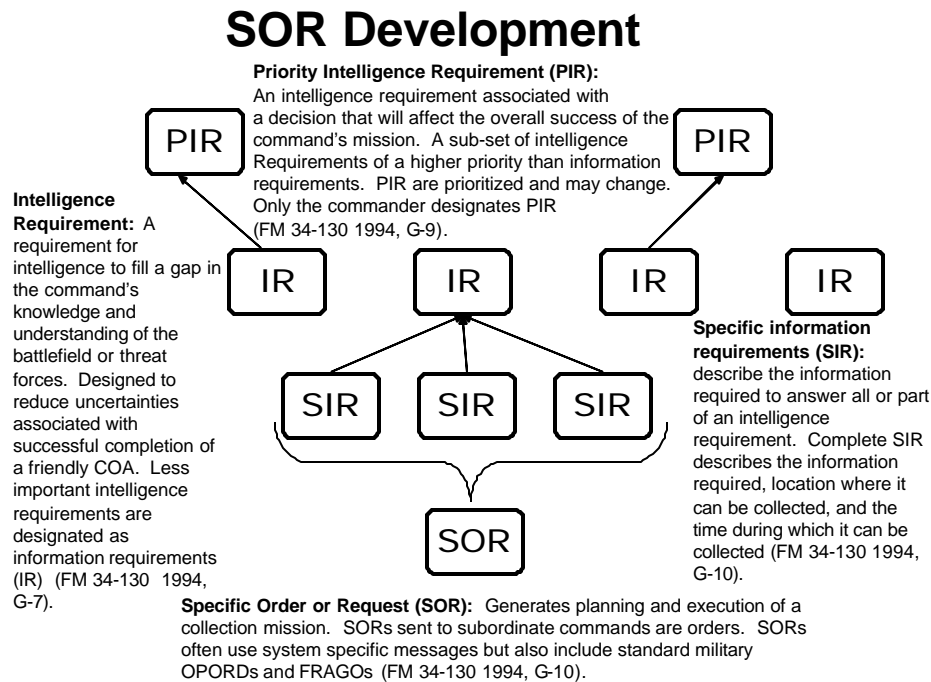 SOR Development
Priority Intelligence Requirement (PIR):
An intelligence requirement associated with
a decision that will affect the overall success of the
command's mission. A sub-set of intelligence
Requirements of a higher priority than information
requirements. PIR are prioritized and may change.
Only the commander designates PIR
(FM 34-130 1994, G-9).
PIR
PIR
Intelligence
Requirement: A
requirement for
intelligence to fill a gap in
the command's
knowledge and
understanding of the
battlefield or threat
forces. Designed to
reduce uncertainties
associated with
successful completion of
a friendly COA. Less
important intelligence
requirements are
designated as
information requirements
(IR) (FM 34-130 1994,
G-7).
IR
IR
IR
IR
SIR
SIR
SIR
Specific information
requirements (SIR):
describe the information
required to answer all or part
of an intelligence
requirement. Complete SIR
describes the information
required, location where it
can be collected, and the
time during which it can be
collected (FM 34-130 1994,
G-10).
SOR
Specific Order or Request (SOR): Generates planning and execution of a
collection mission. SORs sent to subordinate commands are orders. SORs
often use system specific messages but also include standard military
OPORDs and FRAGOs (FM 34-130 1994, G-10).